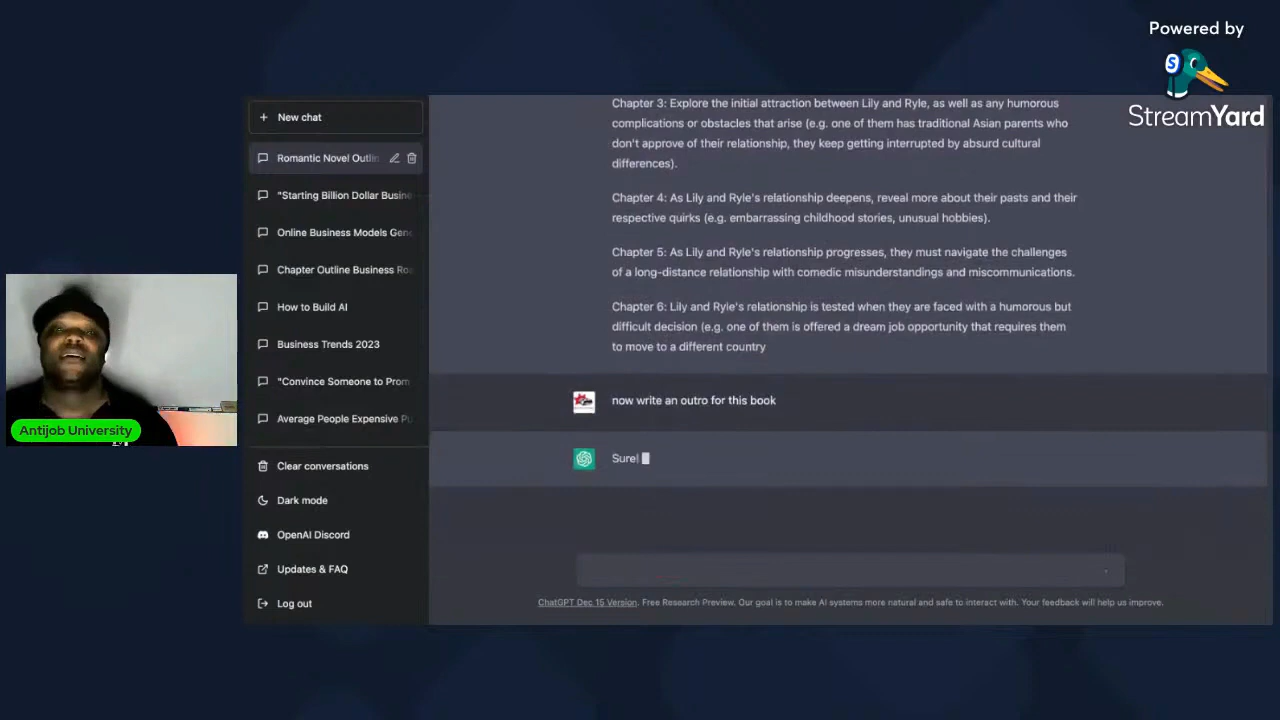 Powered by
StreamYard
New chat
Romantic Novel Outlin
"Starting Billion Dollar Busine
Online Business Models Gene
Chapter Outline Business Roa
How to Build AI
Business Trends 2023
"Convince Someone to Prom
Average People Expensive Pu
Clear conversations
Dark mode
OpenAI Discord
Updates & FAQ
Log out
Chapter 3: Explore the initial attraction between Lily and Ryle, as well as any humorous
complications or obstacles that arise (e.g. one of them has traditional Asian parents who
don't approve of their relationship, they keep getting interrupted by absurd cultural
differences).
Chapter 4: As Lily and Ryle's relationship deepens, reveal more about their pasts and their
respective quirks (e.g. embarrassing childhood stories, unusual hobbies).
Chapter 5: As Lily and Ryle's relationship progresses, they must navigate the challenges
of a long-distance relationship with comedic misunderstandings and miscommunications.
Chapter 6: Lily and Ryle's relationship is tested when they are faced with a humorous but
difficult decision (e.g. one of them is offered a dream job opportunity that requires them
to move to a different country
now write an outro for this book
Sure!
ChatGPT Dec 15 Version. Free Research Preview. Our goal is to make AI systems more natural and safe to interact with. Your feedback will help us improve.
Antijob University